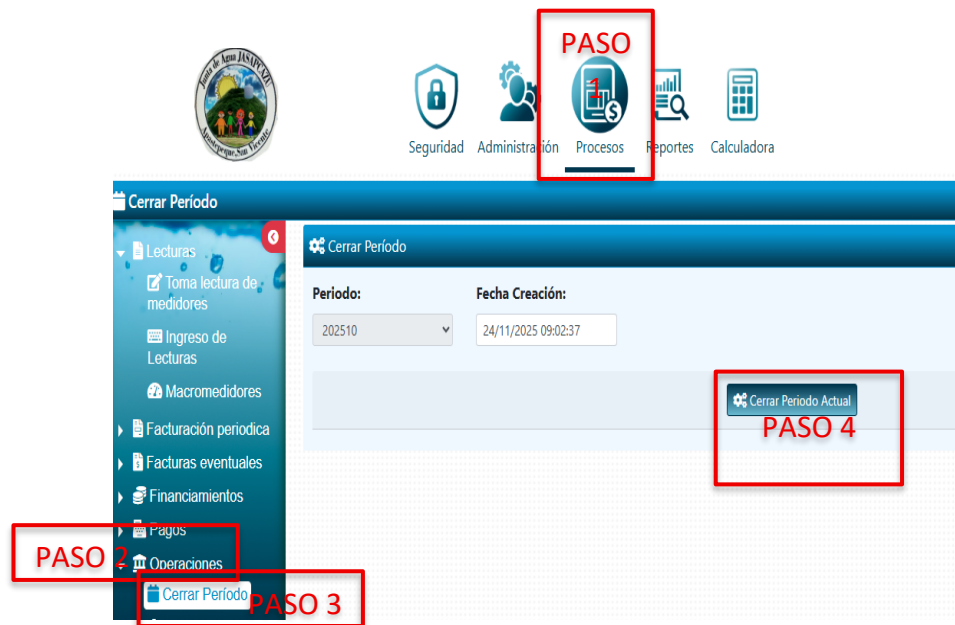 Junta de Agua JASAPCAZU
Apastepeque, San Vicente
PASO
1
Seguridad
Administración
Procesos
Reportes
Calculadora
Cerrar Período
Lecturas
Toma lectura de
medidores
Ingreso de
Lecturas
Macromedidores
Facturación periodica
Facturas eventuales
Financiamientos
Pagos
PASO 2
Operaciones
Cerrar Período
PASO 3
Cerrar Período
Periodo:
Fecha Creación:
202510
24/11/2025 09:02:37
Cerrar Periodo Actual
PASO 4